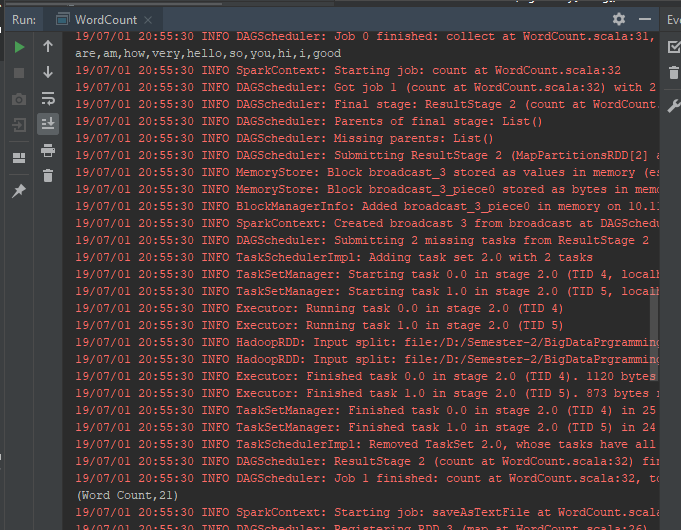 Run:
WordCount
Eve
19/07/01 20:55:30 INFO DAGScheduler: Job 0 finished: collect at WordCount.scala:31,
are,am,how,very,hello,so,you,hi,i,good
19/07/01 20:55:30 INFO SparkContext: Starting job: count at WordCount.scala:32
19/07/01 20:55:30 INFO DAGScheduler: Got job 1 (count at WordCount.scala:32) with 2
19/07/01 20:55:30 INFO DAGScheduler: Final stage: ResultStage 2 (count at WordCount.
19/07/01 20:55:30 INFO DAGScheduler: Parents of final stage: List()
19/07/01 20:55:30 INFO DAGScheduler: Missing parents: List()
19/07/01 20:55:30 INFO DAGScheduler: Submitting ResultStage 2 (MapPartitionsRDD[2] a
19/07/01 20:55:30 INFO MemoryStore: Block broadcast_3 stored as values in memory (es
19/07/01 20:55:30 INFO MemoryStore: Block broadcast_3_piece0 stored as bytes in memo
19/07/01 20:55:30 INFO BlockManagerInfo: Added broadcast_3_piece0 in memory on 10.1
19/07/01 20:55:30 INFO SparkContext: Created broadcast 3 from broadcast at DAGSchedu
19/07/01 20:55:30 INFO DAGScheduler: Submitting 2 missing tasks from ResultStage 2
19/07/01 20:55:30 INFO TaskSchedulerImpl: Adding task set 2.0 with 2 tasks
19/07/01 20:55:30 INFO TaskSetManager: Starting task 0.0 in stage 2.0 (TID 4, local
19/07/01 20:55:30 INFO TaskSetManager: Starting task 1.0 in stage 2.0 (TID 5, local
19/07/01 20:55:30 INFO Executor: Running task 0.0 in stage 2.0 (TID 4)
19/07/01 20:55:30 INFO Executor: Running task 1.0 in stage 2.0 (TID 5)
19/07/01 20:55:30 INFO HadoopRDD: Input split: file:/D:/Semester-2/BigDataPrgramming
19/07/01 20:55:30 INFO HadoopRDD: Input split: file:/D:/Semester-2/BigDataPrgramming
19/07/01 20:55:30 INFO Executor: Finished task 0.0 in stage 2.0 (TID 4). 1120 bytes
19/07/01 20:55:30 INFO Executor: Finished task 1.0 in stage 2.0 (TID 5). 873 bytes r
19/07/01 20:55:30 INFO TaskSetManager: Finished task 0.0 in stage 2.0 (TID 4) in 25
19/07/01 20:55:30 INFO TaskSetManager: Finished task 1.0 in stage 2.0 (TID 5) in 24
19/07/01 20:55:30 INFO TaskSchedulerImpl: Removed TaskSet 2.0, whose tasks have all
19/07/01 20:55:30 INFO DAGScheduler: ResultStage 2 (count at WordCount.scala:32) fin
19/07/01 20:55:30 INFO DAGScheduler: Job 1 finished: count at WordCount.scala:32, to
(Word Count,21)
19/07/01 20:55:30 INFO SparkContext: Starting job: saveAsTextFile at WordCount.scal
19/07/01 20:55:30 INFO DAGScheduler: Registering RDD 3 (map at WordCount.scala:26)